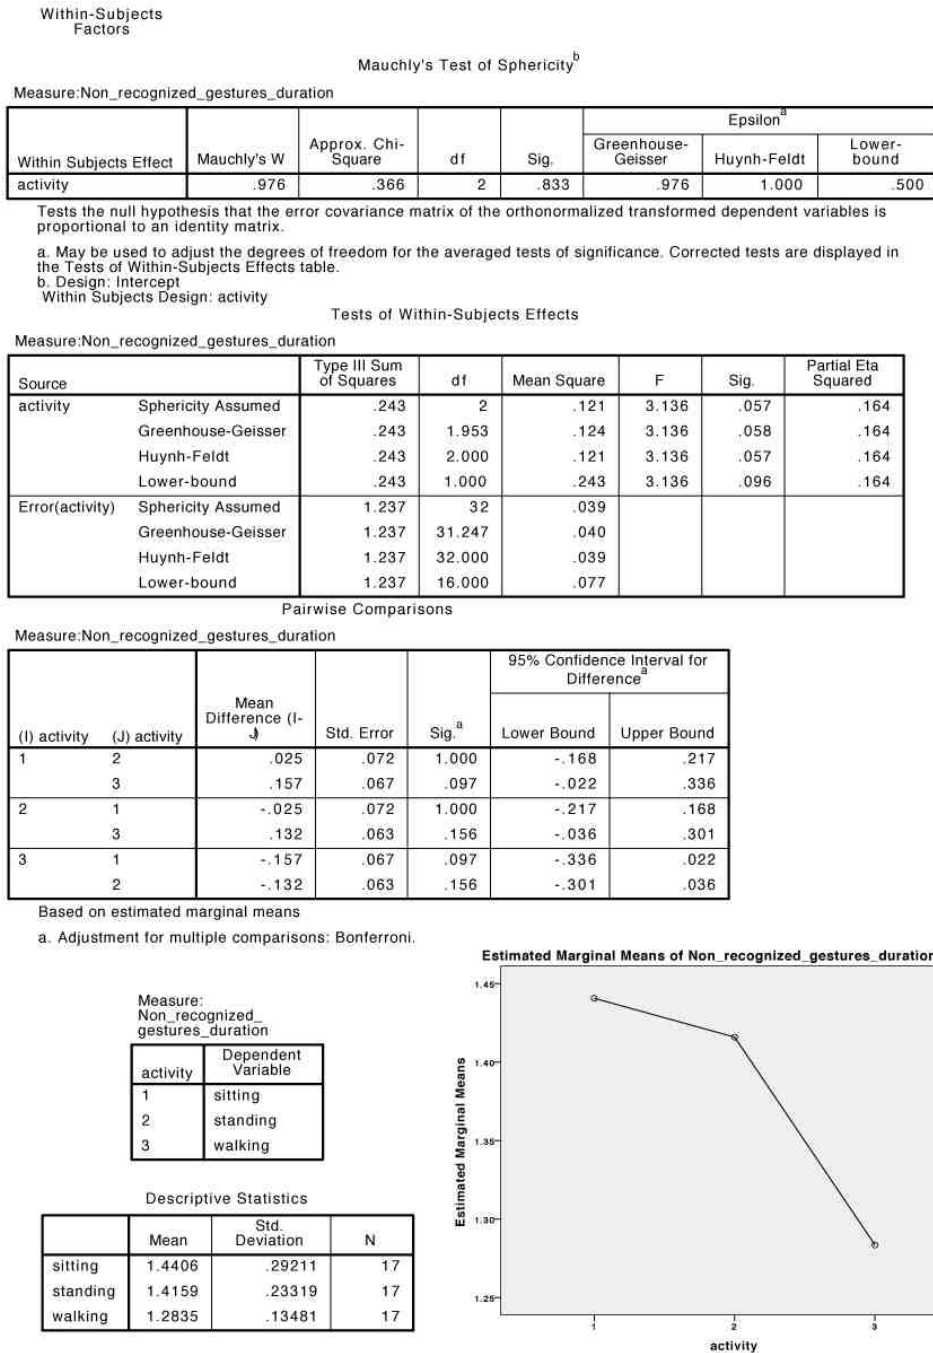 Within-Subjects
Factors
Mauchly's Test of Sphericity b
Measure:Non_recognized_gestures_duration
Within Subjects Effect Mauchly's W Approx. Chi-Square df Sig. Epsilon a
Greenhouse-Geisser Huynh-Feldt Lower-bound
activity .976 .366 2 .833 .976 1.000 .500
Tests the null hypothesis that the error covariance matrix of the orthonormalized transformed dependent variables is
proportional to an identity matrix.
a. May be used to adjust the degrees of freedom for the averaged tests of significance. Corrected tests are displayed in
the Tests of Within-Subjects Effects table.
b. Design: Intercept
Within Subjects Design: activity
Tests of Within-Subjects Effects
Measure:Non_recognized_gestures_duration
Source Type III Sum of Squares df Mean Square F Sig. Partial Eta Squared
activity Sphericity Assumed .243 2 .121 3.136 .057 .164
Greenhouse-Geisser .243 1.953 .124 3.136 .058 .164
Huynh-Feldt .243 2.000 .121 3.136 .057 .164
Lower-bound .243 1.000 .243 3.136 .096 .164
Error(activity) Sphericity Assumed 1.237 32 .039
Greenhouse-Geisser 1.237 31.247 .040
Huynh-Feldt 1.237 32.000 .039
Lower-bound 1.237 16.000 .077
Pairwise Comparisons
Measure:Non_recognized_gestures_duration
(I) activity (J) activity Mean Difference (I-J) Std. Error Sig. a 95% Confidence Interval for Difference a
Lower Bound Upper Bound
1 2 .025 .072 1.000 -.168 .217
3 .157 .067 .097 -.022 .336
2 1 -.025 .072 1.000 -.217 .168
3 .132 .063 .156 -.036 .301
3 1 -.157 .067 .097 -.336 .022
2 -.132 .063 .156 -.301 .036
Based on estimated marginal means
a. Adjustment for multiple comparisons: Bonferroni.
Measure:
Non_recognized_
gestures_duration
activity Dependent Variable
1 sitting
2 standing
3 walking
Descriptive Statistics
Mean Std. Deviation N
sitting 1.4406 .29211 17
standing 1.4159 .23319 17
walking 1.2835 .13481 17
Estimated Marginal Means of Non_recognized_gestures_duration
Estimated Marginal Means
1.45
1.40
1.35
1.30
1.25
1 2 3
activity